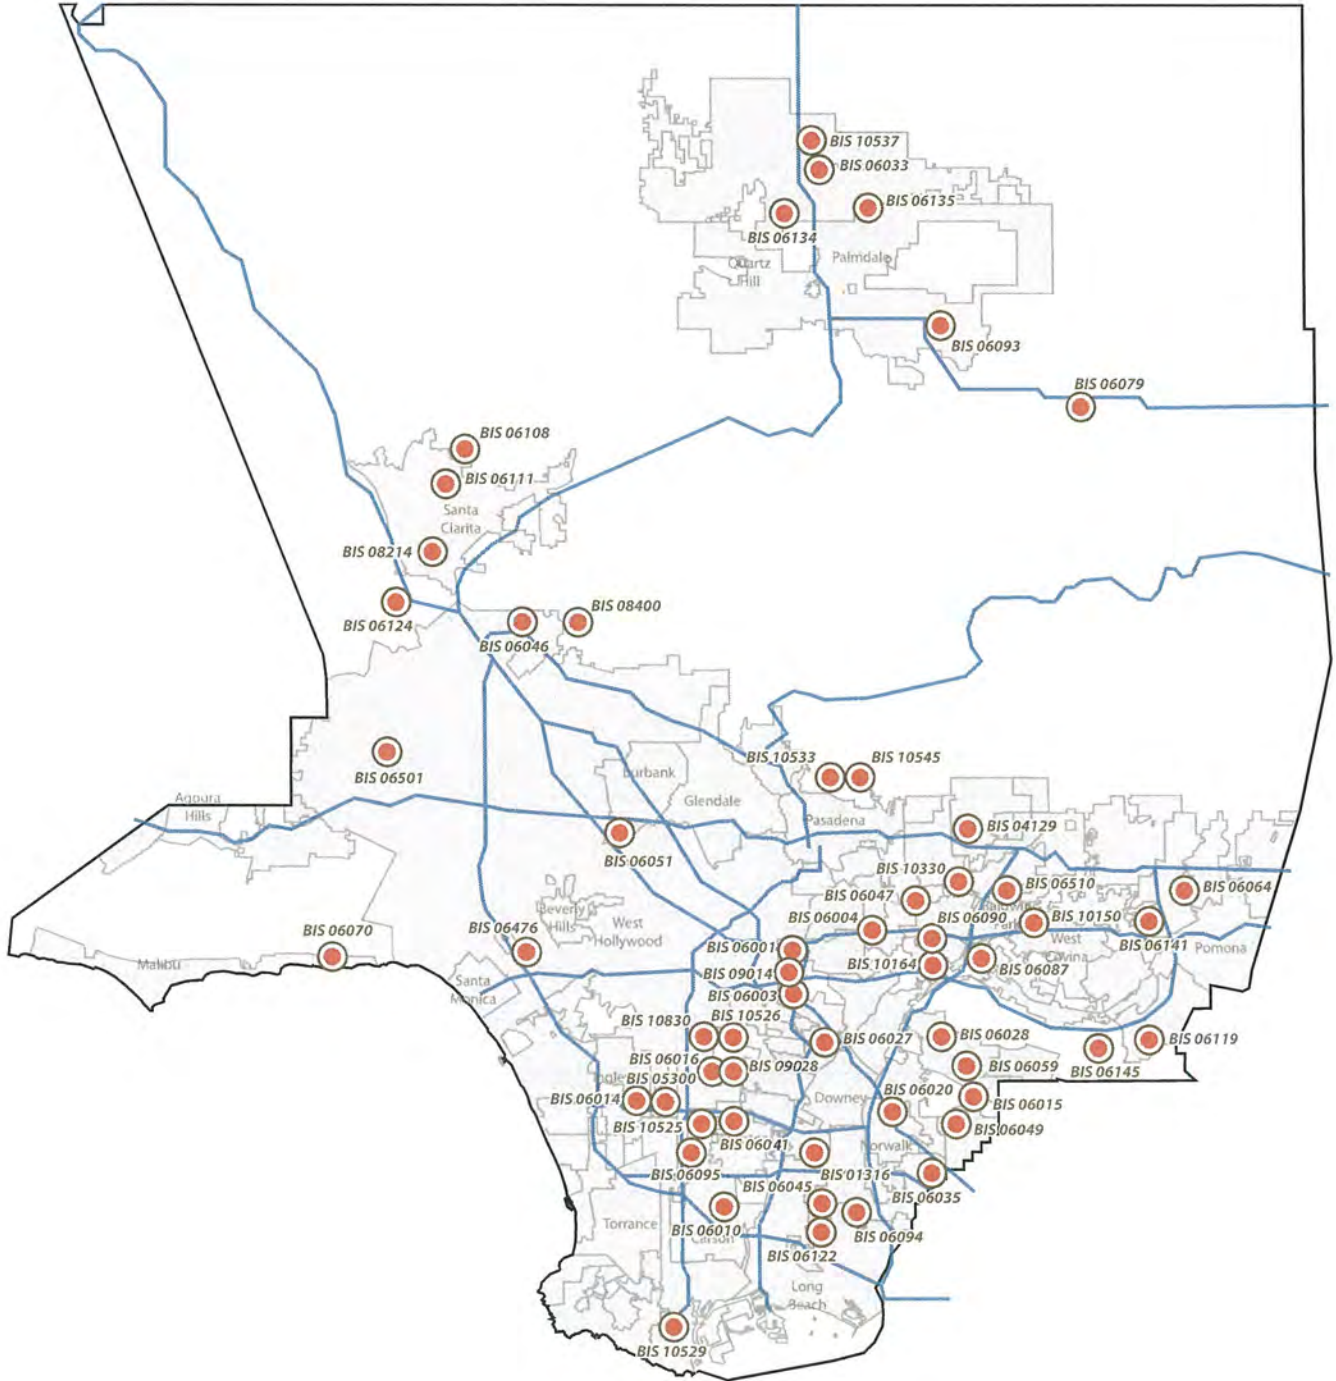 BIS 10537
BIS 06033
BIS 06135
BIS 06134
Quartz
Hill
Palmdale
BIS 06093
BIS 06079
BIS 06108
BIS 06111
Santa
Clarita
BIS 08214
BIS 06124
BIS 08400
BIS 06046
BIS 06501
BIS 10533
BIS 10545
Burbank
Glendale
Agoura
Hills
Pasadena
BIS 04129
BIS 06051
BIS 10330
BIS 06510
BIS 06064
BIS 06047
Baldwin
Park
Beverly
Hills
West
Hollywood
BIS 06004
BIS 06090
BIS 10150
BIS 06141
BIS 06070
BIS 06476
BIS 06001
West
Covina
Pomona
Malibu
BIS 10164
BIS 06087
BIS 09014
Santa
Monica
BIS 06003
BIS 10830
BIS 10526
BIS 06027
BIS 06028
BIS 06119
BIS 06145
BIS 06016
BIS 09028
BIS 06059
BIS 05300
BIS 06014
BIS 06020
BIS 06015
Downey
BIS 10525
BIS 06041
BIS 06049
Norwalk
BIS 06095
BIS 01316
BIS 06045
BIS 06035
Torrance
BIS 06010
Carson
BIS 06094
BIS 06122
Long
Beach
BIS 10529